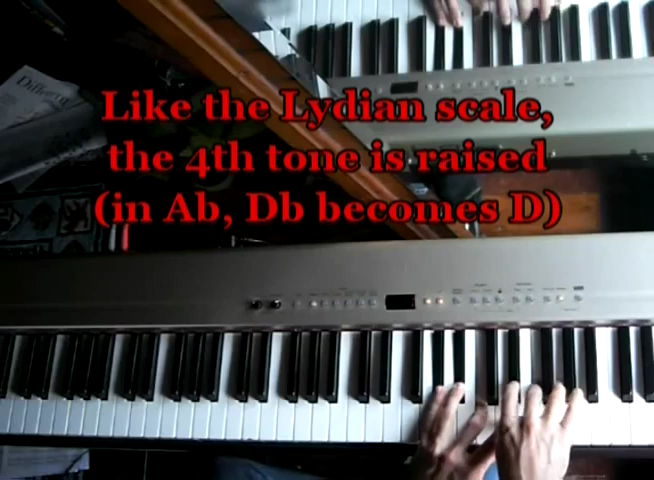 Like the Lydian scale,
the 4th tone is raised
(in Ab, Db becomes D)